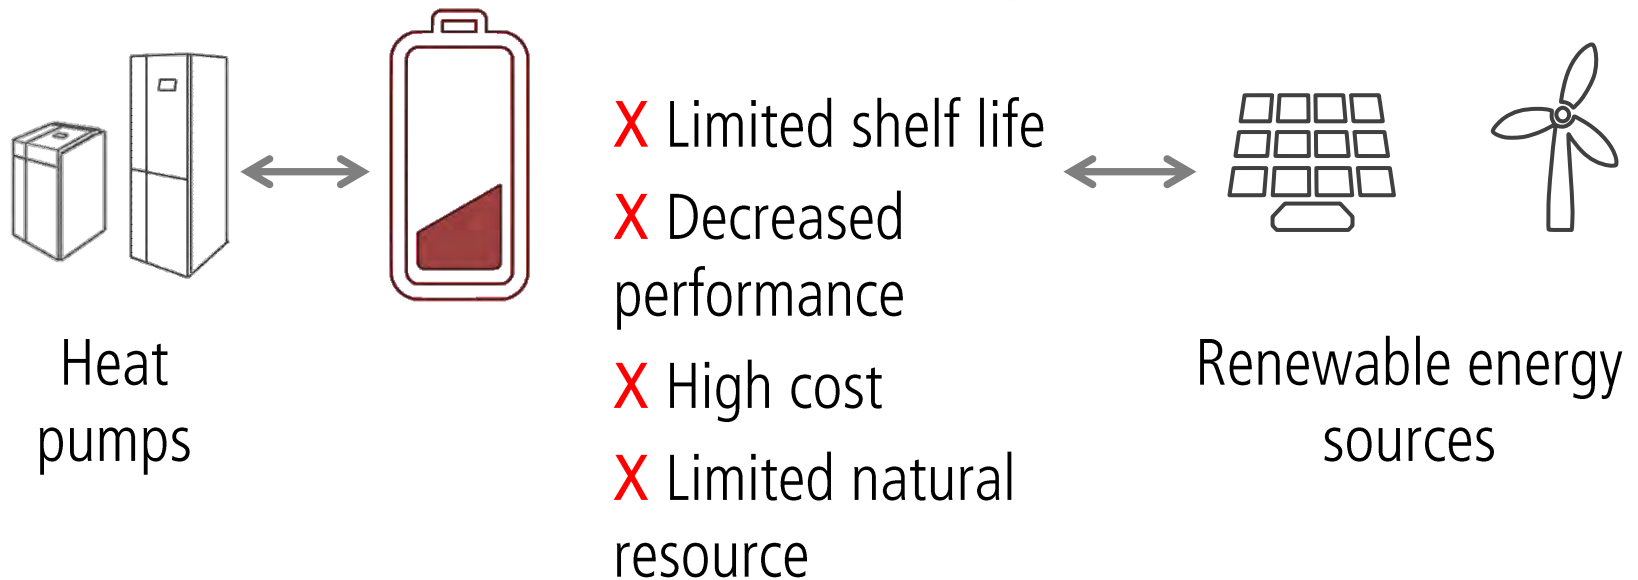 X Limited shelf life
X Decreased
performance
X High cost
X Limited natural
resource
Heat
pumps
Renewable energy
sources